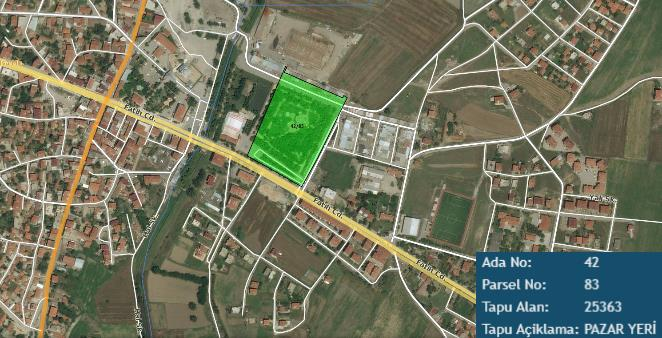 Fatih Cd.
42/83
Fatih Cd.
Fatih Cd.
Ada No: 42
Parsel No: 83
Tapu Alan: 25363
Tapu Açıklama: PAZAR YERİ